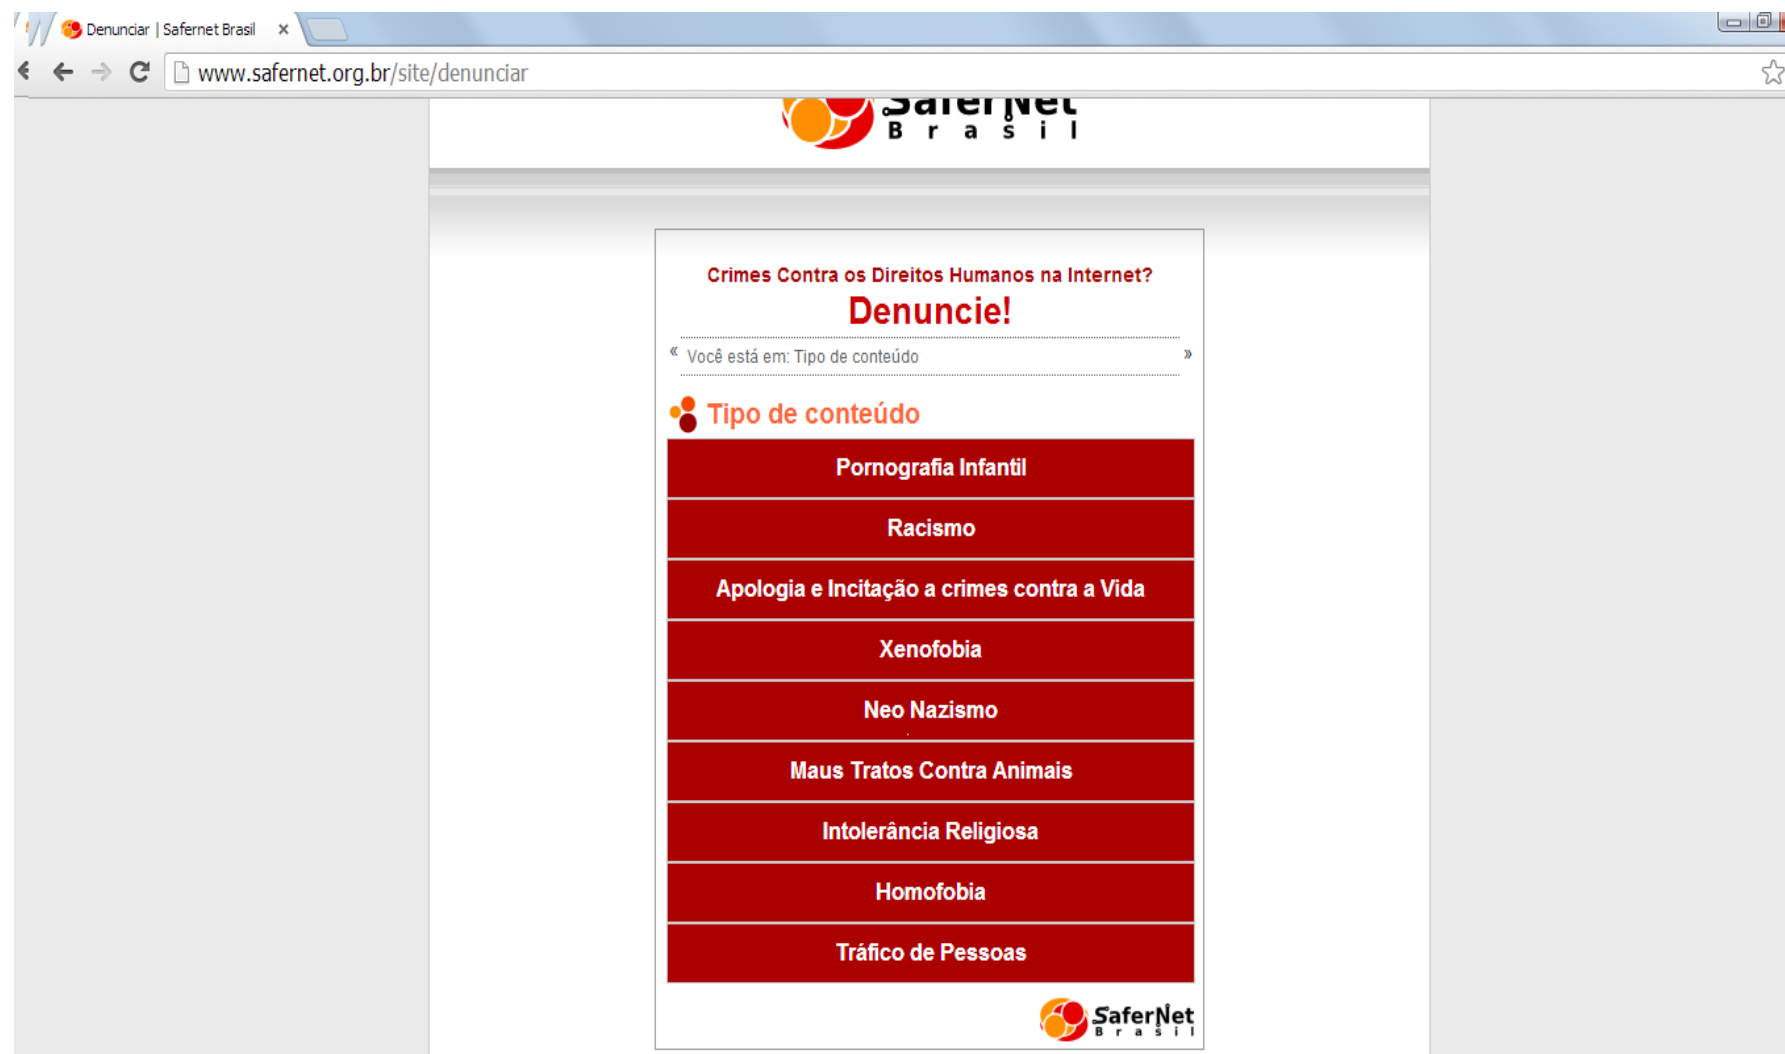 Denunciar | Safernet Brasil
www.safernet.org.br/site/denunciar
SaferNet
Brasil
Crimes Contra os Direitos Humanos na Internet?
Denuncie!
« Você está em: Tipo de conteúdo »
Tipo de conteúdo
Pornografia Infantil
Racismo
Apologia e Incitação a crimes contra a Vida
Xenofobia
Neo Nazismo
Maus Tratos Contra Animais
Intolerância Religiosa
Homofobia
Tráfico de Pessoas
SaferNet
Brasil